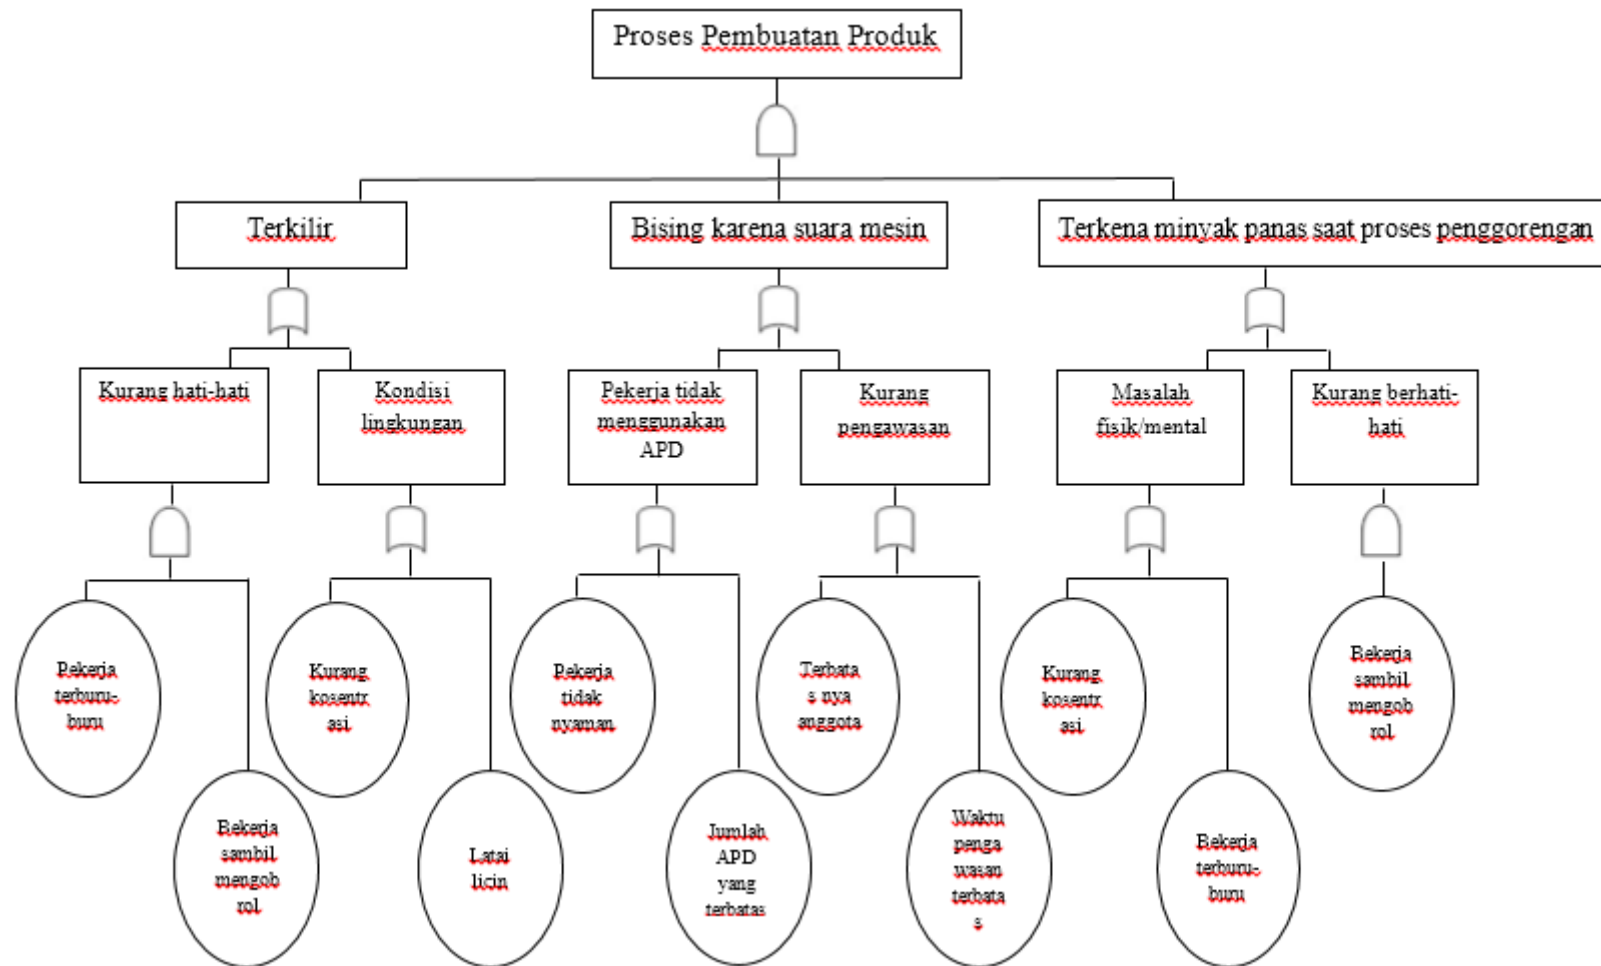 Proses Pembuatan Produk
Terkilir
Bising karena suara mesin
Terkena minyak panas saat proses penggorengan
Kurang hati-hati
Kondisi
lingkungan
Pekerja tidak
menggunakan
APD
Kurang
pengawasan
Masalah
fisik/mental
Kurang berhati-
hati
Pekerja
terburu-
buru
Kurang
kosentr
asi
Pekerja
tidak
nyaman
Terbata
s nya
anggota
Kurang
kosentr
asi
Bekerja
sambil
mengob
rol
Bekerja
sambil
mengob
rol
Latai
licin
Jumlah
APD
yang
terbatas
Waktu
penga
wasan
terbata
s
Bekerja
terburu-
buru